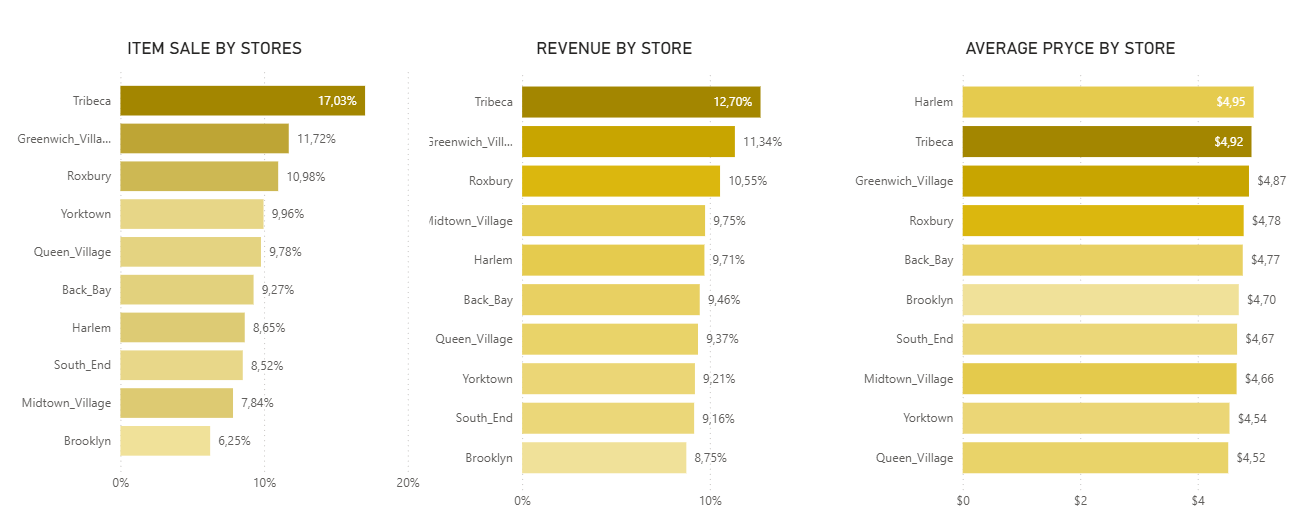 ITEM SALE BY STORES
Tribeca 17,03%
Greenwich_Villa... 11,72%
Roxbury 10,98%
Yorktown 9,96%
Queen_Village 9,78%
Back_Bay 9,27%
Harlem 8,65%
South_End 8,52%
Midtown_Village 7,84%
Brooklyn 6,25%
0% 10% 20%
REVENUE BY STORE
Tribeca 12,70%
Greenwich_Vill... 11,34%
Roxbury 10,55%
Midtown_Village 9,75%
Harlem 9,71%
Back_Bay 9,46%
Queen_Village 9,37%
Yorktown 9,21%
South_End 9,16%
Brooklyn 8,75%
0% 10%
AVERAGE PRYCE BY STORE
Harlem $4,95
Tribeca $4,92
Greenwich_Village $4,87
Roxbury $4,78
Back_Bay $4,77
Brooklyn $4,70
South_End $4,67
Midtown_Village $4,66
Yorktown $4,54
Queen_Village $4,52
$0 $2 $4